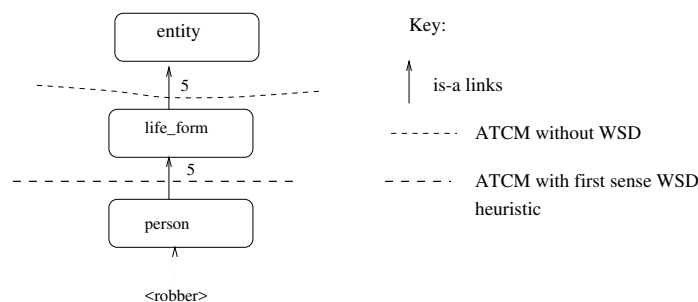 entity
5
life_form
5
person
<robber>
Key:
is-a links
ATCM without WSD
ATCM with first sense WSD
heuristic